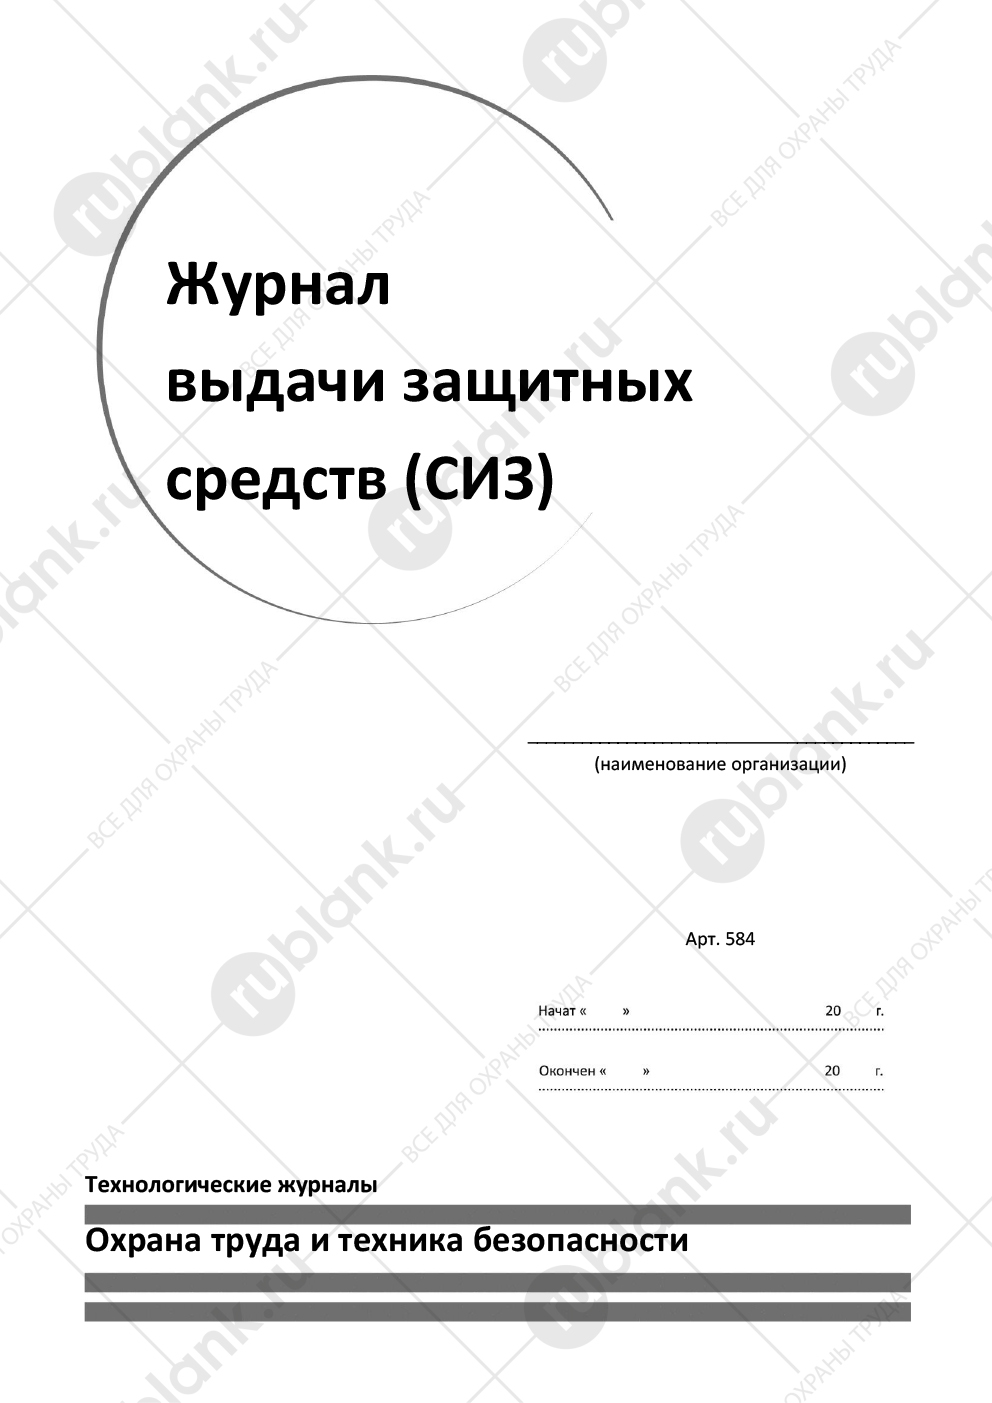 Журнал
выдачи защитных
средств (СИЗ)
(наименование организации)
Арт. 584
Начат « » 20 г.
Окончен « » 20 г.
Технологические журналы
Охрана труда и техника безопасности
rublank.ru
ВСЕ ДЛЯ ОХРАНЫ ТРУДА